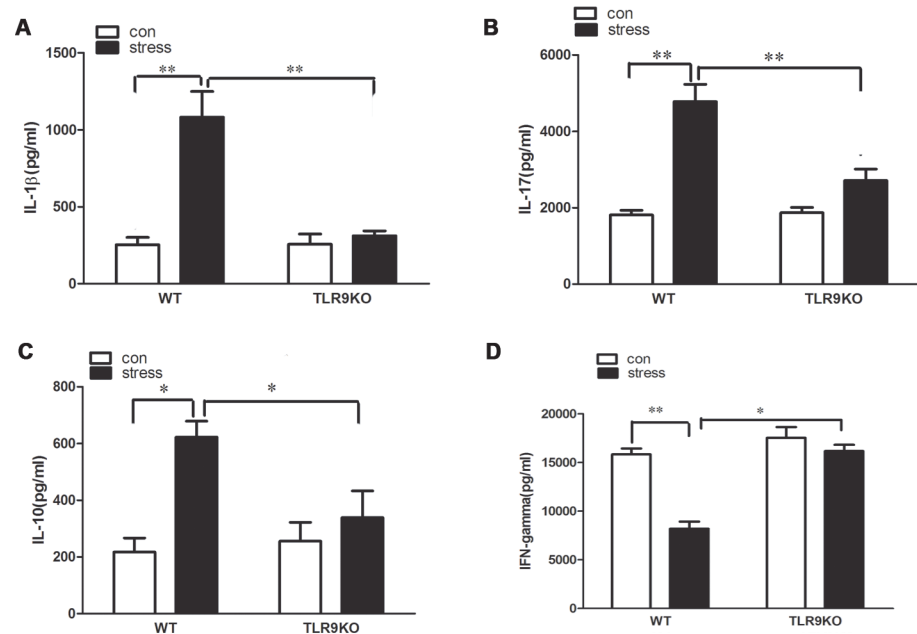 A
con
stress
1500
1000
500
0
IL-1β(pg/ml)
**
**
WT
TLR9KO
B
con
stress
6000
4000
2000
0
IL-17(pg/ml)
**
**
WT
TLR9KO
C
con
stress
800
600
400
200
0
IL-10(pg/ml)
*
*
WT
TLR9KO
D
con
stress
20000
15000
10000
5000
0
IFN-gamma(pg/ml)
**
*
WT
TLR9KO